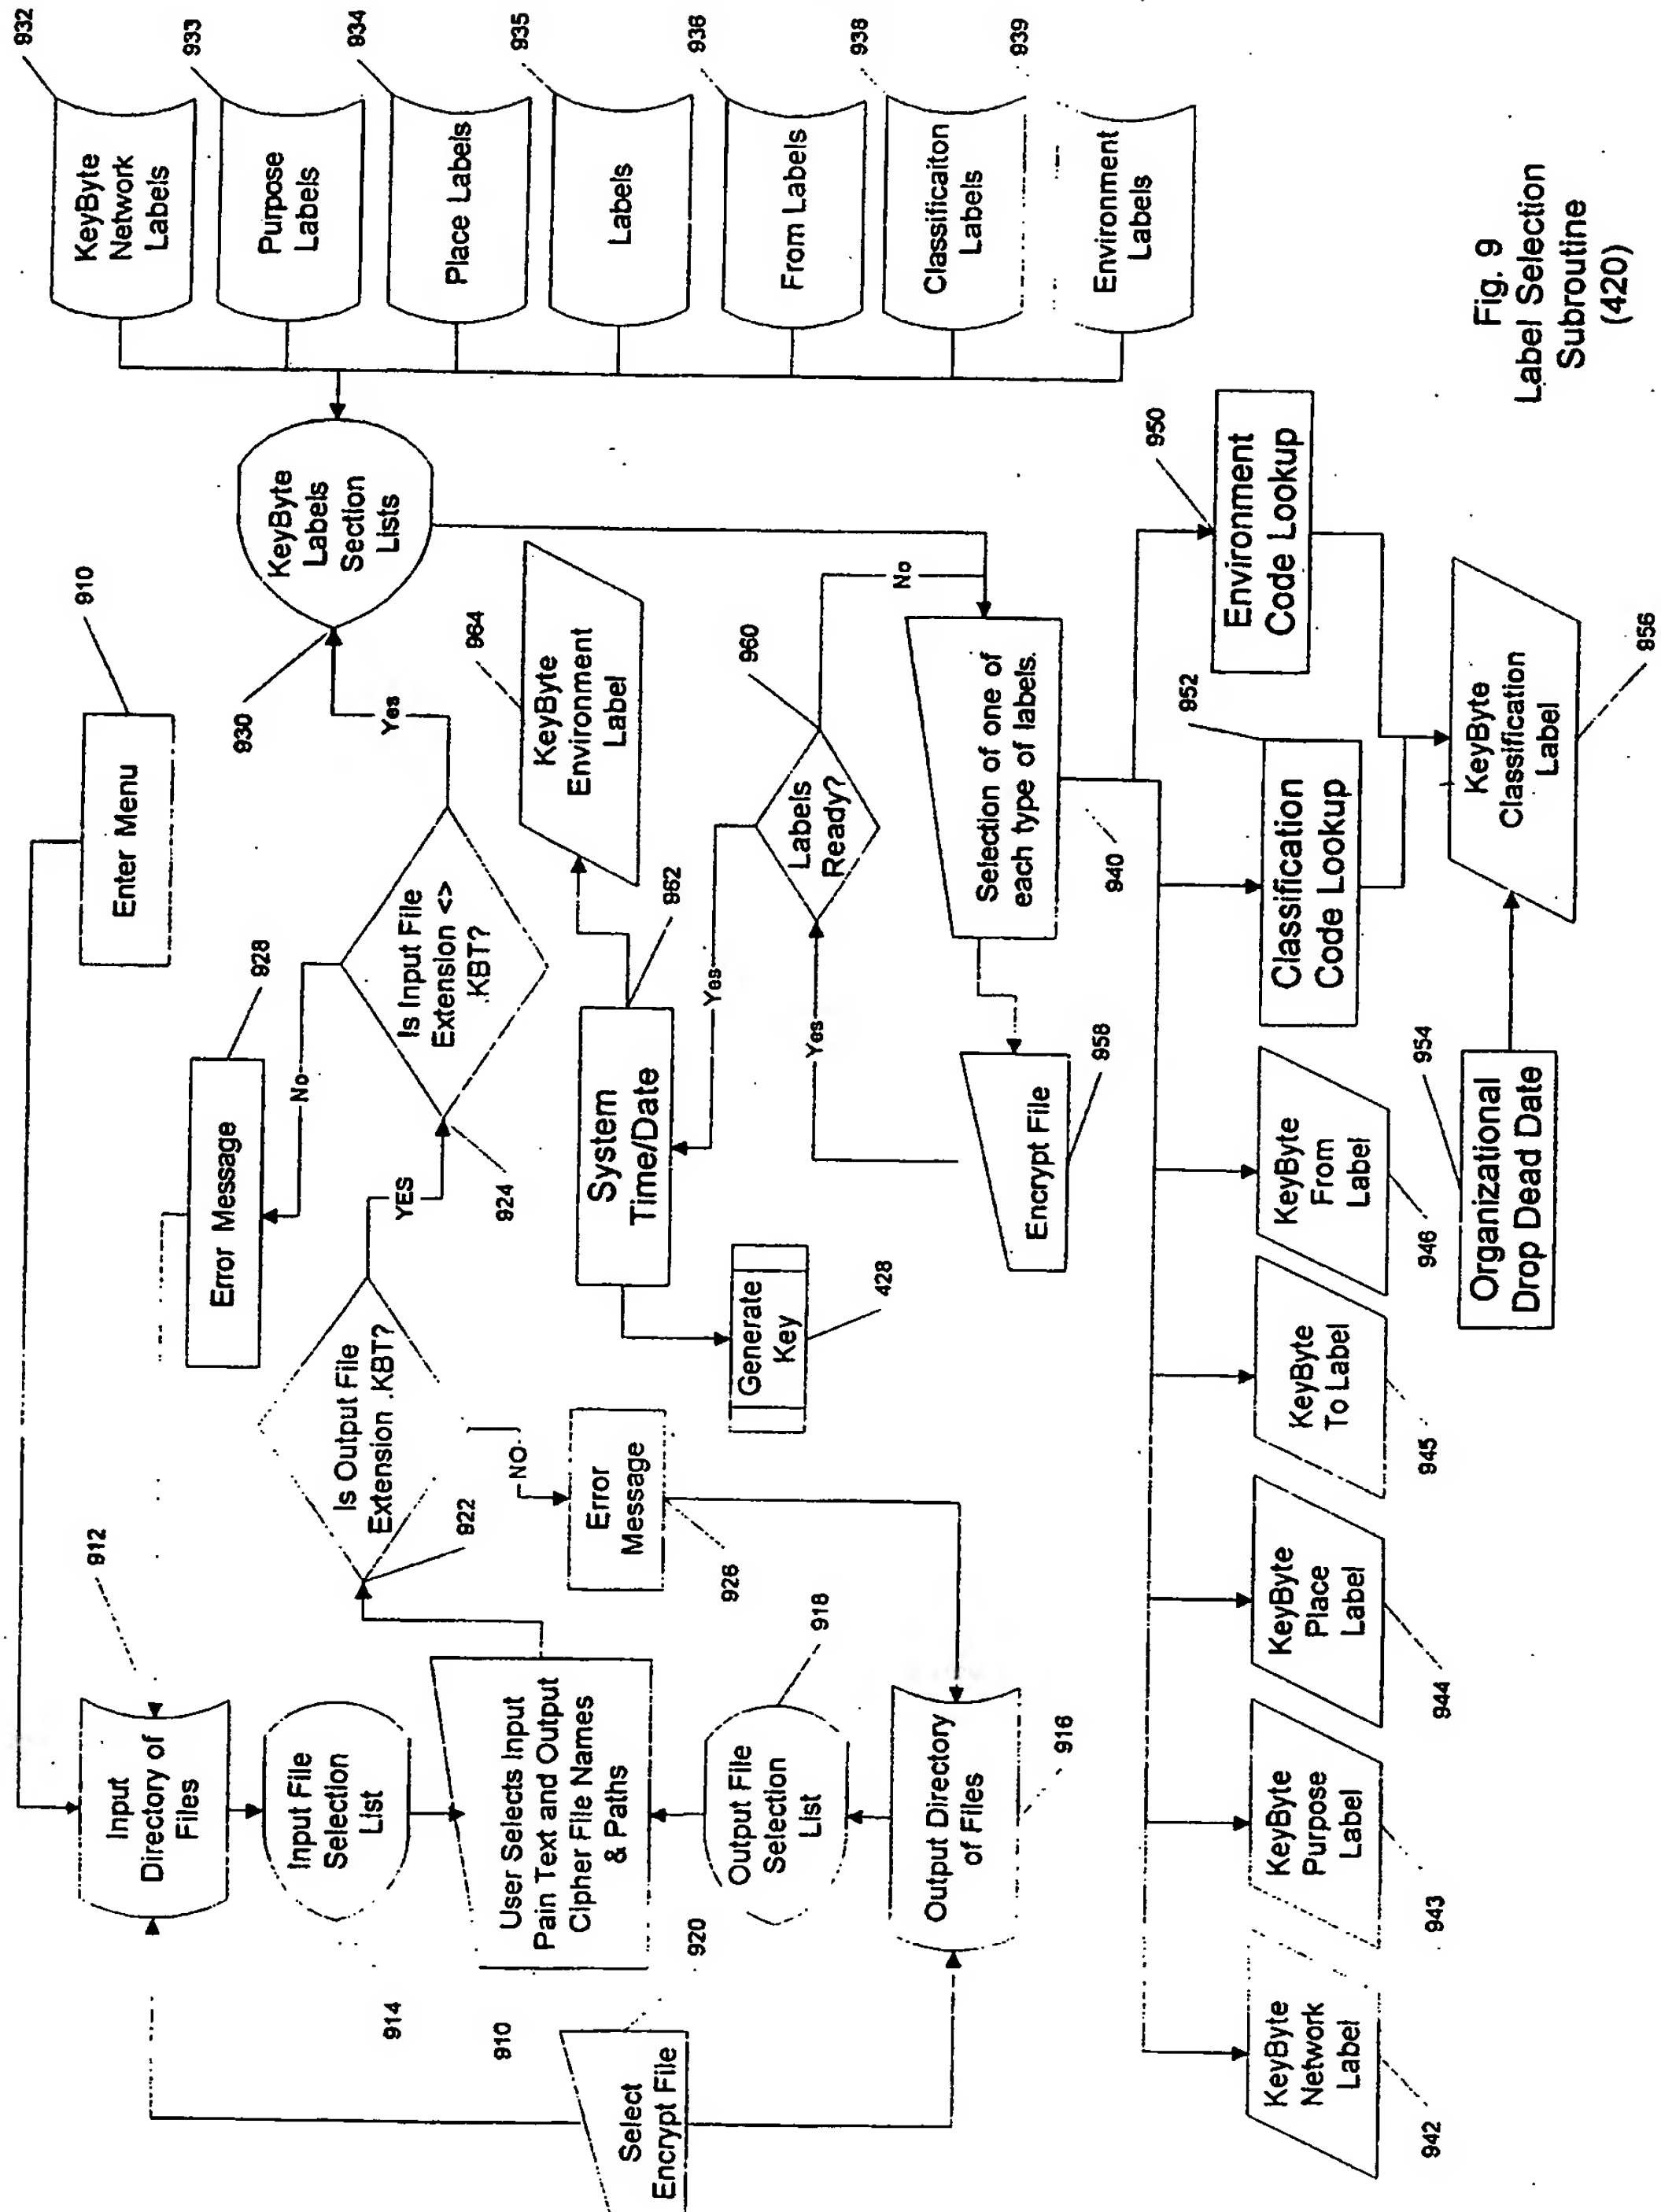 932
933
934
935
936
938
939
KeyByte
Network
Labels
Purpose
Labels
Place Labels
Labels
From Labels
Classificaiton
Labels
Environment
Labels
910
Enter Menu
930
KeyByte
Labels
Section
Lists
Yes
928
Error Message
No
Is Input File
Extension <>
.KBT?
924
YES
964
KeyByte
Environment
Label
962
System
Time/Date
960
Labels
Ready?
No
Yes
Yes
Selection of one of
each type of labels.
940
950
Environment
Code Lookup
952
Classification
Code Lookup
KeyByte
Classification
Label
956
954
Organizational
Drop Dead Date
Encrypt File
958
Generate
Key
428
912
Input
Directory of
Files
Input File
Selection
List
914
Is Output File
Extension .KBT?
922
NO
Error
Message
926
User Selects Input
Pain Text and Output
Cipher File Names
& Paths
920
918
Output File
Selection
List
916
Output Directory
of Files
910
Select
Encrypt File
KeyByte
From
Label
946
KeyByte
To Label
945
KeyByte
Place
Label
944
KeyByte
Purpose
Label
943
KeyByte
Network
Label
942
Fig. 9
Label Selection
Subroutine
(420)